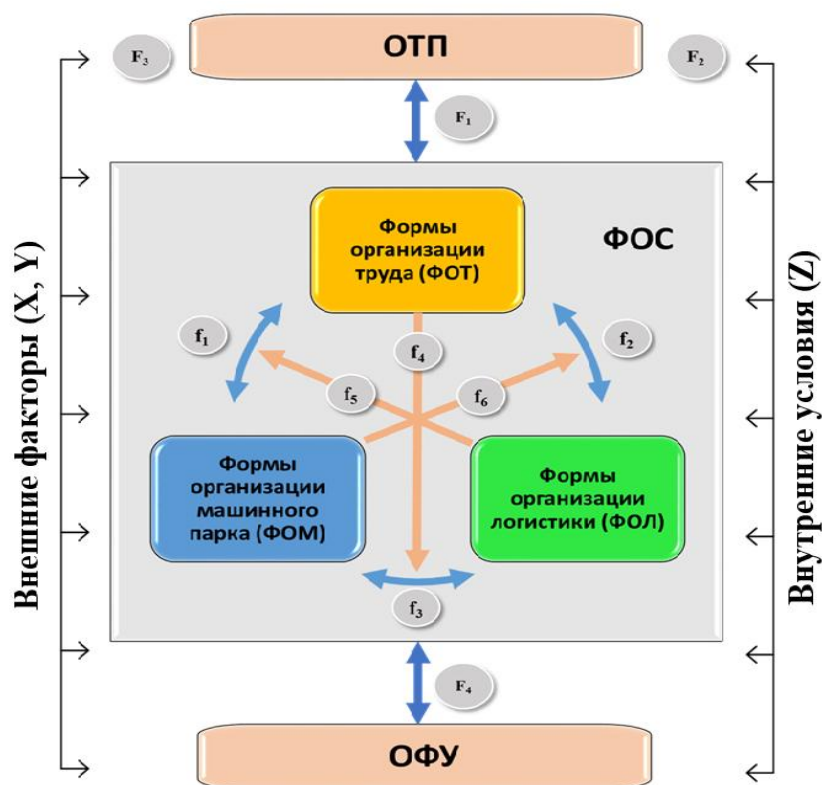 ОТП
F₃
F₂
F₁
ФОС
Формы
организации
труда (ФОТ)
f₁
f₄
f₂
f₅
f₆
Формы
организации
машинного
парка (ФОМ)
Формы
организации
логистики (ФОЛ)
f₃
F₄
ОФУ
Внешние факторы (X, Y)
Внутренние условия (Z)